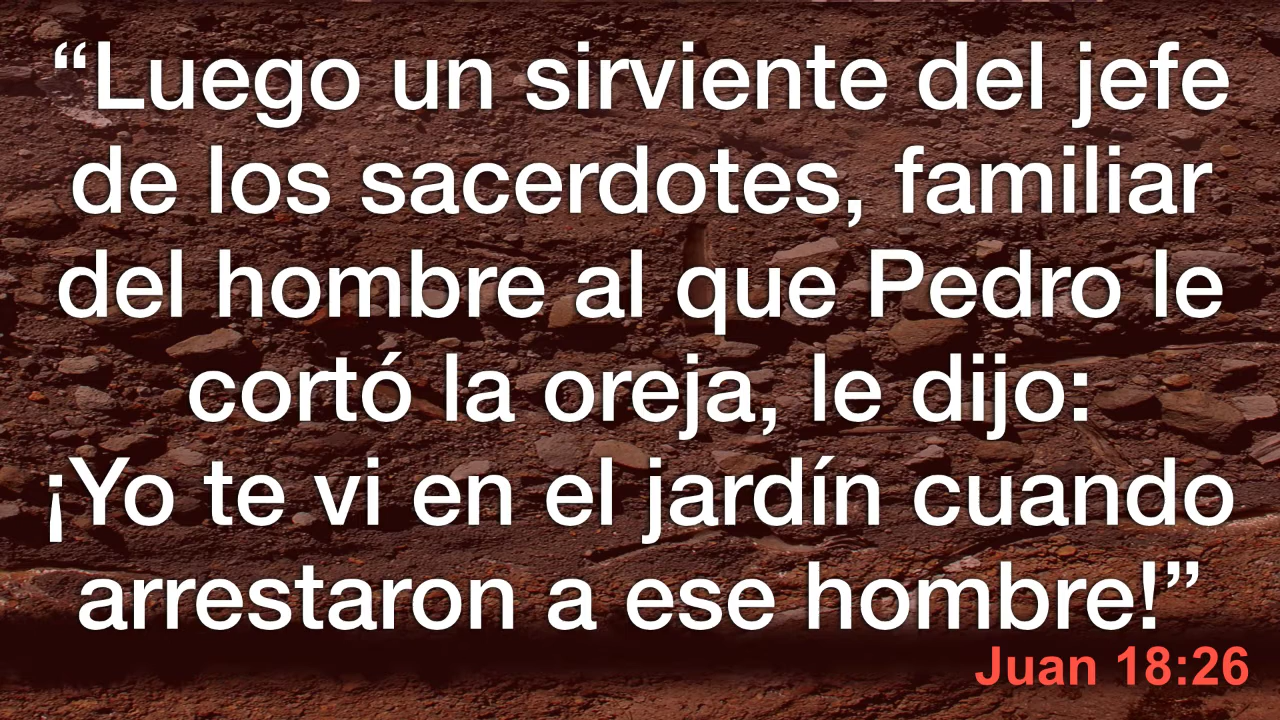 “Luego un sirviente del jefe
de los sacerdotes, familiar
del hombre al que Pedro le
cortó la oreja, le dijo:
¡Yo te vi en el jardín cuando
arrestaron a ese hombre!”
Juan 18:26